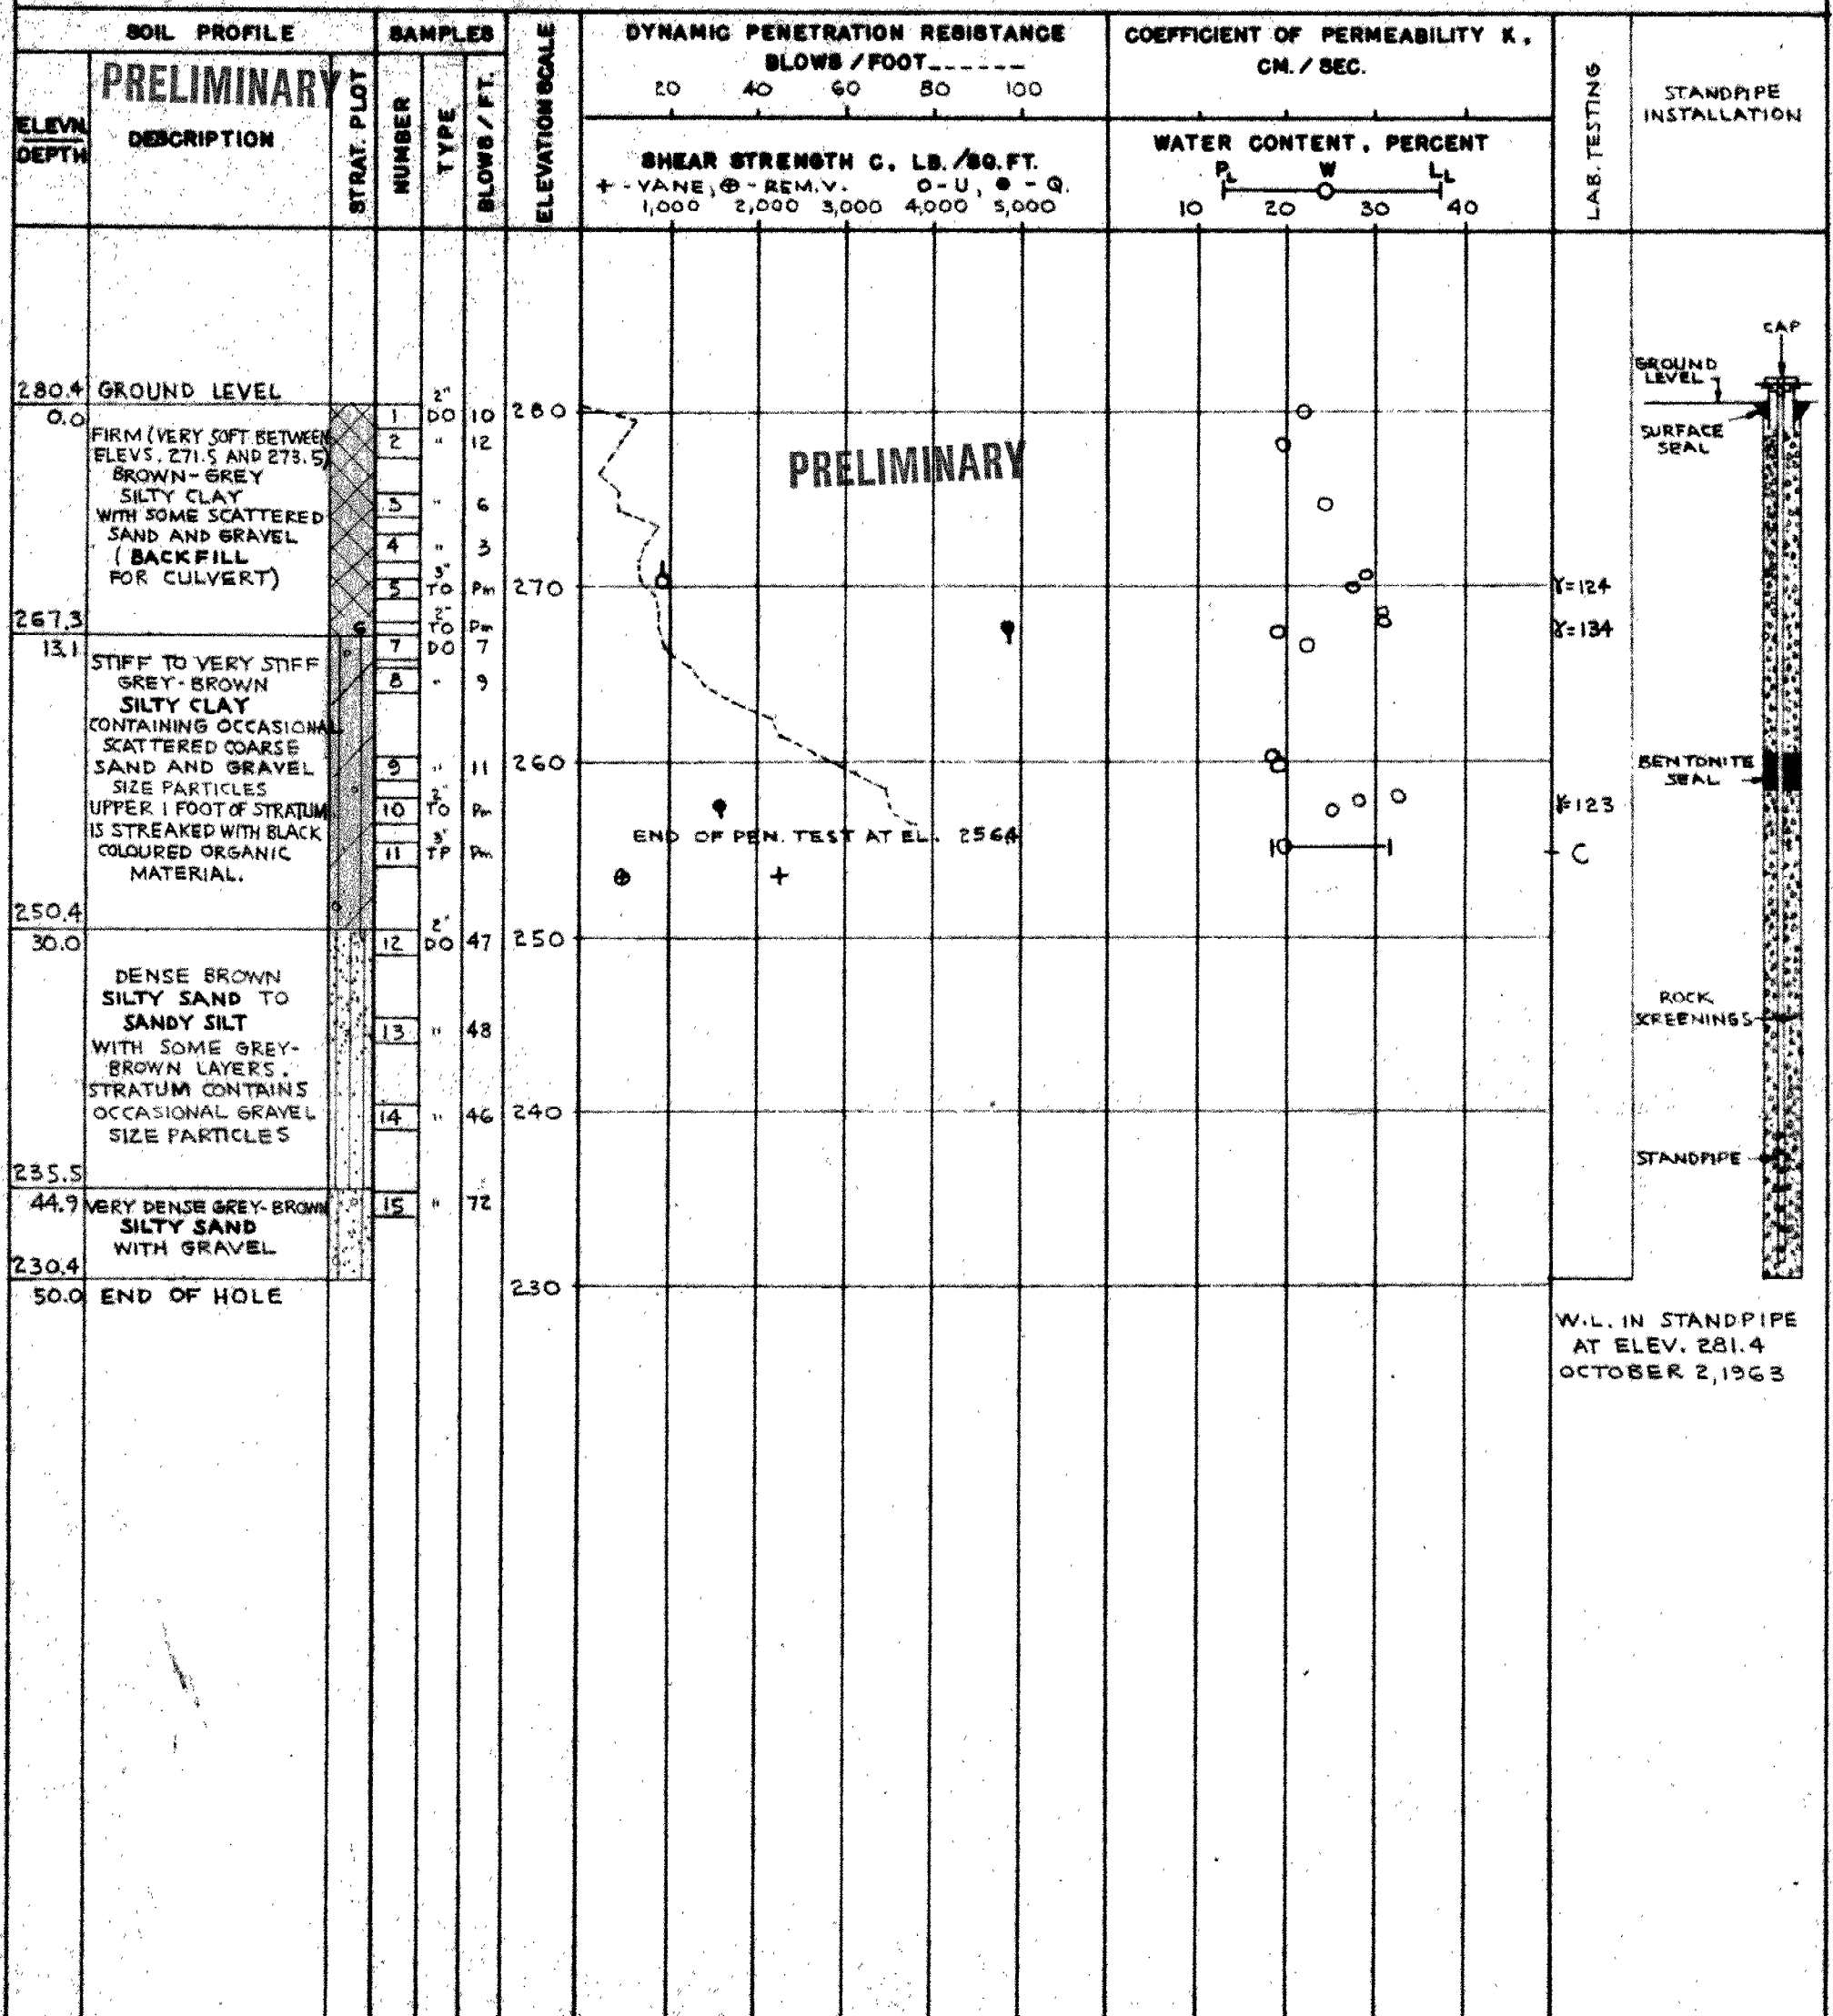 SOIL PROFILE
SAMPLES
ELEVATION SCALE
DYNAMIC PENETRATION RESISTANCE
BLOWS / FOOT------
20 40 60 80 100
COEFFICIENT OF PERMEABILITY K,
CM. / SEC.
LAB. TESTING
STANDPIPE
INSTALLATION
PRELIMINARY
ELEVN.
DEPTH
DESCRIPTION
STRAT. PLOT
NUMBER
TYPE
BLOWS / FT.
SHEAR STRENGTH C, LB./SQ.FT.
+ - VANE, ⊕ - REM.V. O - U, ● - Q.
1,000 2,000 3,000 4,000 5,000
WATER CONTENT, PERCENT
PL W LL
10 20 30 40
280.4 GROUND LEVEL
0.0
FIRM (VERY SOFT BETWEEN
ELEVS. 271.5 AND 273.5)
BROWN-GREY
SILTY CLAY
WITH SOME SCATTERED
SAND AND GRAVEL
(BACKFILL
FOR CULVERT)
267.3
13.1
STIFF TO VERY STIFF
GREY-BROWN
SILTY CLAY
CONTAINING OCCASIONAL
SCATTERED COARSE
SAND AND GRAVEL
SIZE PARTICLES
UPPER 1 FOOT OF STRATUM
IS STREAKED WITH BLACK
COLOURED ORGANIC
MATERIAL.
250.4
30.0
DENSE BROWN
SILTY SAND TO
SANDY SILT
WITH SOME GREY-
BROWN LAYERS.
STRATUM CONTAINS
OCCASIONAL GRAVEL
SIZE PARTICLES
235.5
44.9
VERY DENSE GREY-BROWN
SILTY SAND
WITH GRAVEL
230.4
50.0 END OF HOLE
1 2" DO 10
2 " 12
3 " 6
4 " 3
5 3" TO Pm
6 2" TO Pm
7 DO 7
8 " 9
9 " 11
10 2" TO Pm
11 3" TP Pm
12 2" DO 47
13 " 48
14 " 46
15 " 72
280
270
260
250
240
230
PRELIMINARY
END OF PEN. TEST AT EL. 256.4
γ=124
γ=134
γ=123
C
CAP
GROUND
LEVEL
SURFACE
SEAL
BENTONITE
SEAL
ROCK
SCREENINGS
STANDPIPE
W.L. IN STANDPIPE
AT ELEV. 281.4
OCTOBER 2, 1963